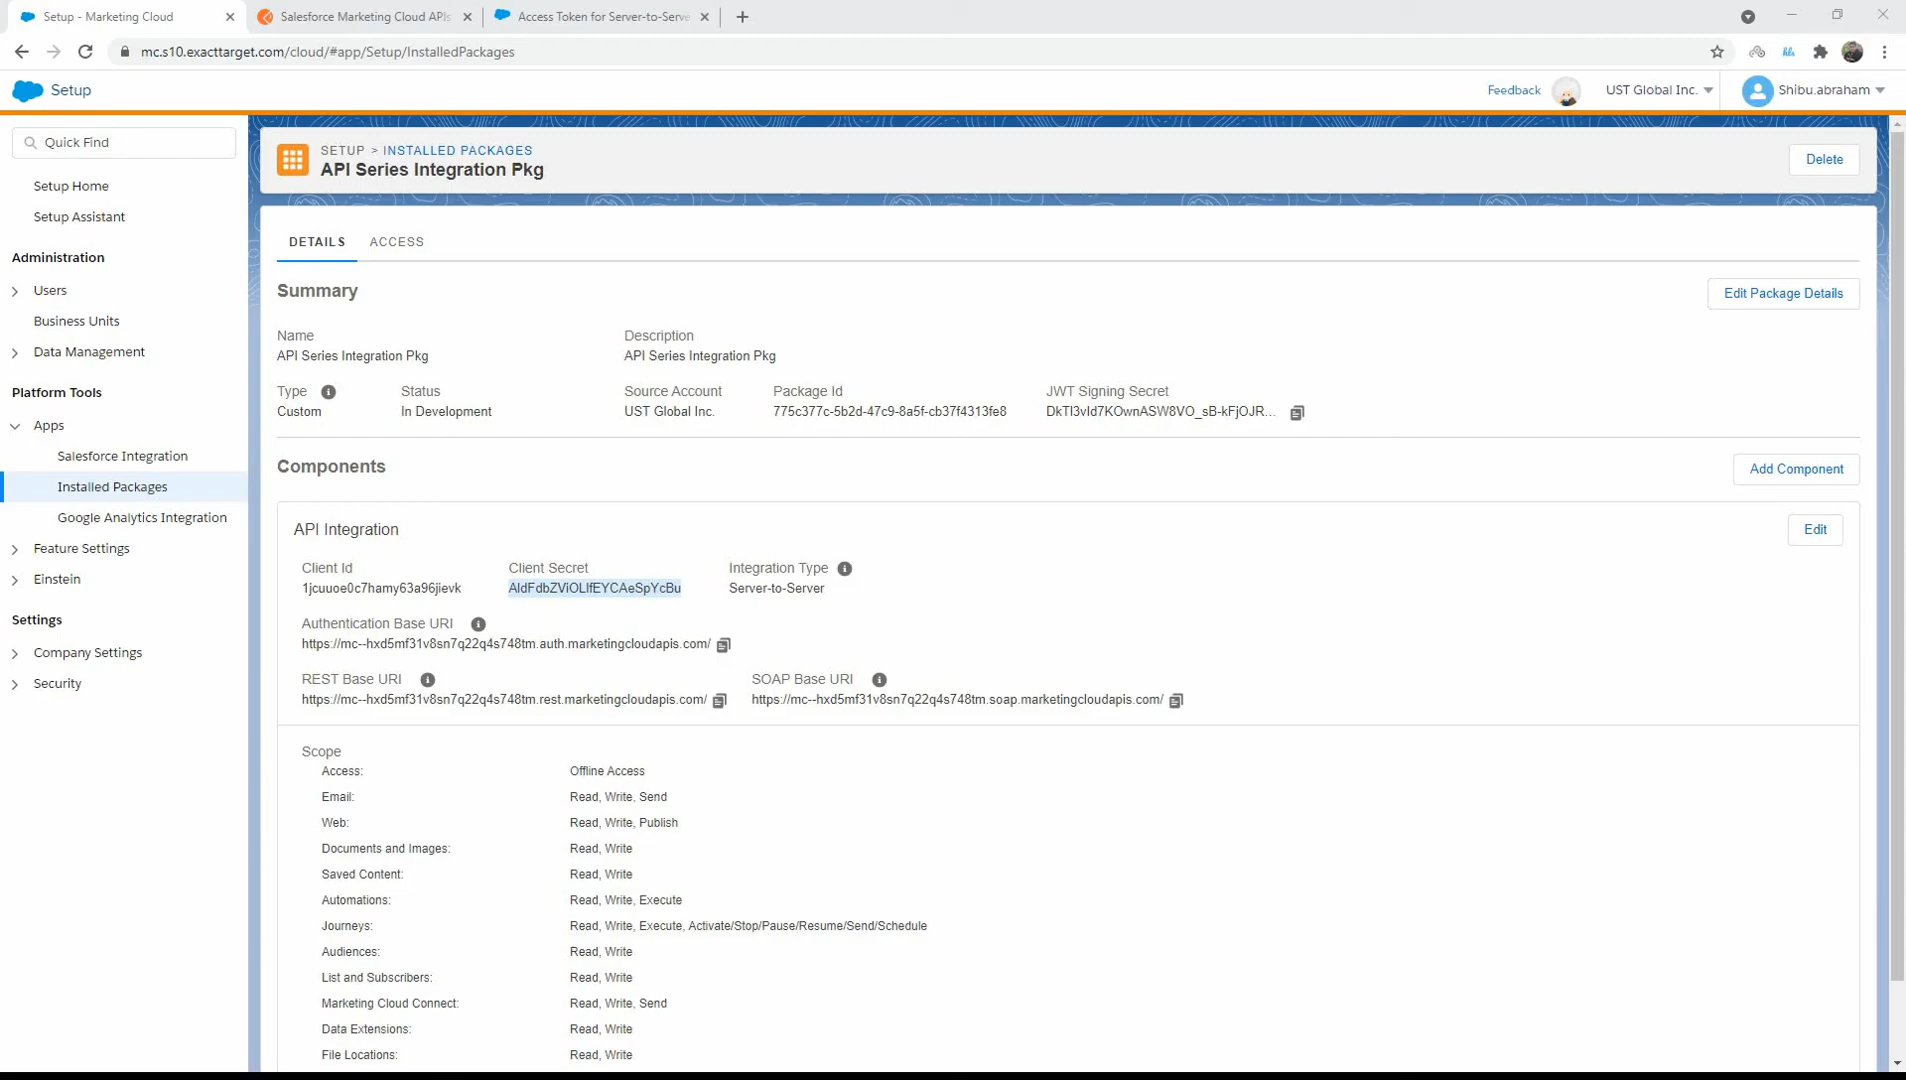 Setup - Marketing Cloud
Salesforce Marketing Cloud APIs
Access Token for Server-to-Serve
mc.s10.exacttarget.com/cloud/#app/Setup/InstalledPackages
Setup
Feedback
UST Global Inc.
Shibu.abraham
Quick Find
Setup Home
Setup Assistant
Administration
Users
Business Units
Data Management
Platform Tools
Apps
Salesforce Integration
Installed Packages
Google Analytics Integration
Feature Settings
Einstein
Settings
Company Settings
Security
SETUP > INSTALLED PACKAGES
API Series Integration Pkg
Delete
DETAILS ACCESS
Summary
Edit Package Details
Name Description
API Series Integration Pkg API Series Integration Pkg
Type Status Source Account Package Id JWT Signing Secret
Custom In Development UST Global Inc. 775c377c-5b2d-47c9-8a5f-cb37f4313fe8 DkTI3vId7KOwnASW8VO_sB-kFjOJR...
Components
Add Component
API Integration
Edit
Client Id Client Secret Integration Type
1jcuuoe0c7hamy63a96jievk AIdFdbZViOLIfEYCAeSpYcBu Server-to-Server
Authentication Base URI
https://mc--hxd5mf31v8sn7q22q4s748tm.auth.marketingcloudapis.com/
REST Base URI SOAP Base URI
https://mc--hxd5mf31v8sn7q22q4s748tm.rest.marketingcloudapis.com/ https://mc--hxd5mf31v8sn7q22q4s748tm.soap.marketingcloudapis.com/
Scope
Access: Offline Access
Email: Read, Write, Send
Web: Read, Write, Publish
Documents and Images: Read, Write
Saved Content: Read, Write
Automations: Read, Write, Execute
Journeys: Read, Write, Execute, Activate/Stop/Pause/Resume/Send/Schedule
Audiences: Read, Write
List and Subscribers: Read, Write
Marketing Cloud Connect: Read, Write, Send
Data Extensions: Read, Write
File Locations: Read, Write